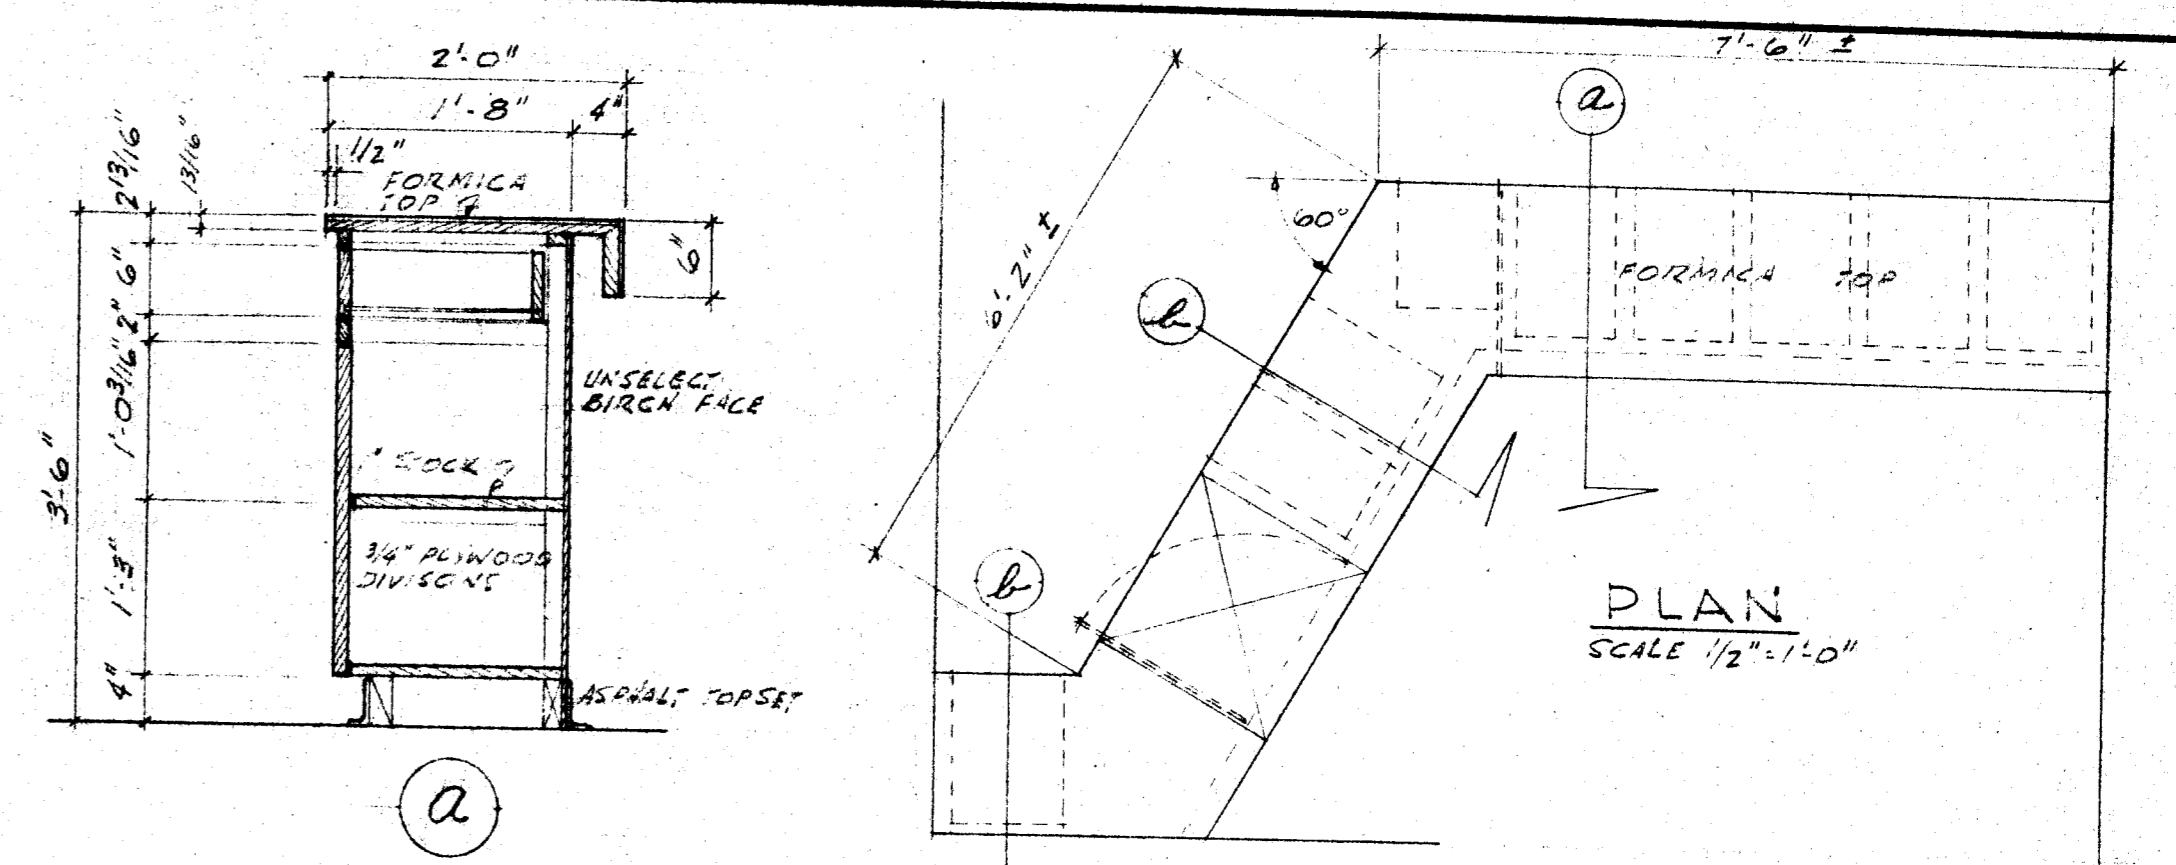 2'-0"
1'-8"
4"
1/2"
FORMICA
TOP
2 13/16"
13/16"
6"
2"
1'-0 3/16"
1'-3"
4"
3'-6"
6"
UNSELECT
BIRCH FACE
1" STOCK
3/4" PLYWOOD
DIVISONS
ASPHALT TOPSET
a
7'-6" ±
a
6'-2" ±
60°
FORMICA TOP
b
b
PLAN
SCALE 1/2"=1'-0"